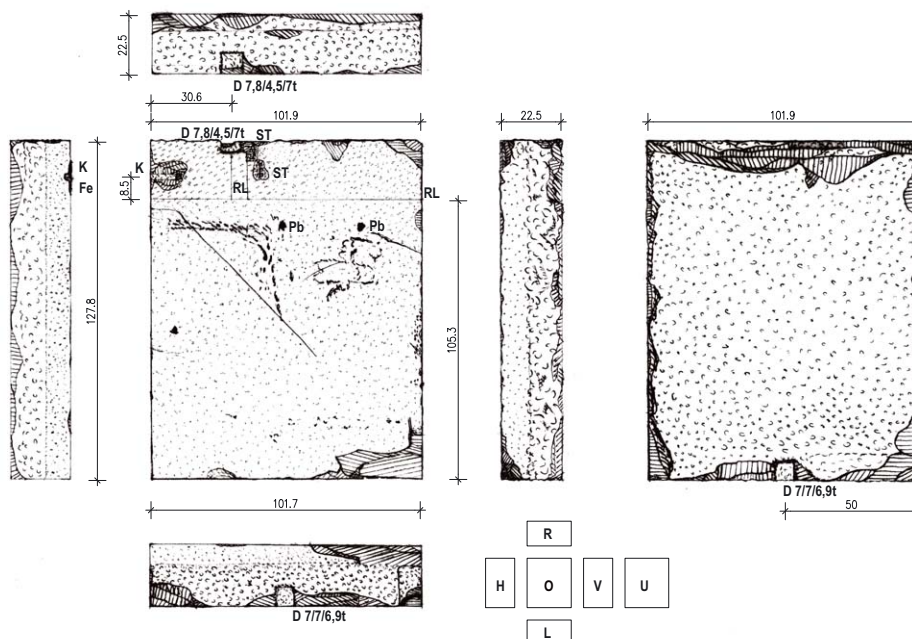 22.5
D 7,8/4,5/7t
30.6
101.9
22.5
101.9
D 7,8/4,5/7t ST
K
K
Fe
8.5
RL
ST
RL
Pb
Pb
127.8
105.3
D 7/7/6,9t
50
101.7
D 7/7/6,9t
R
H O V U
L